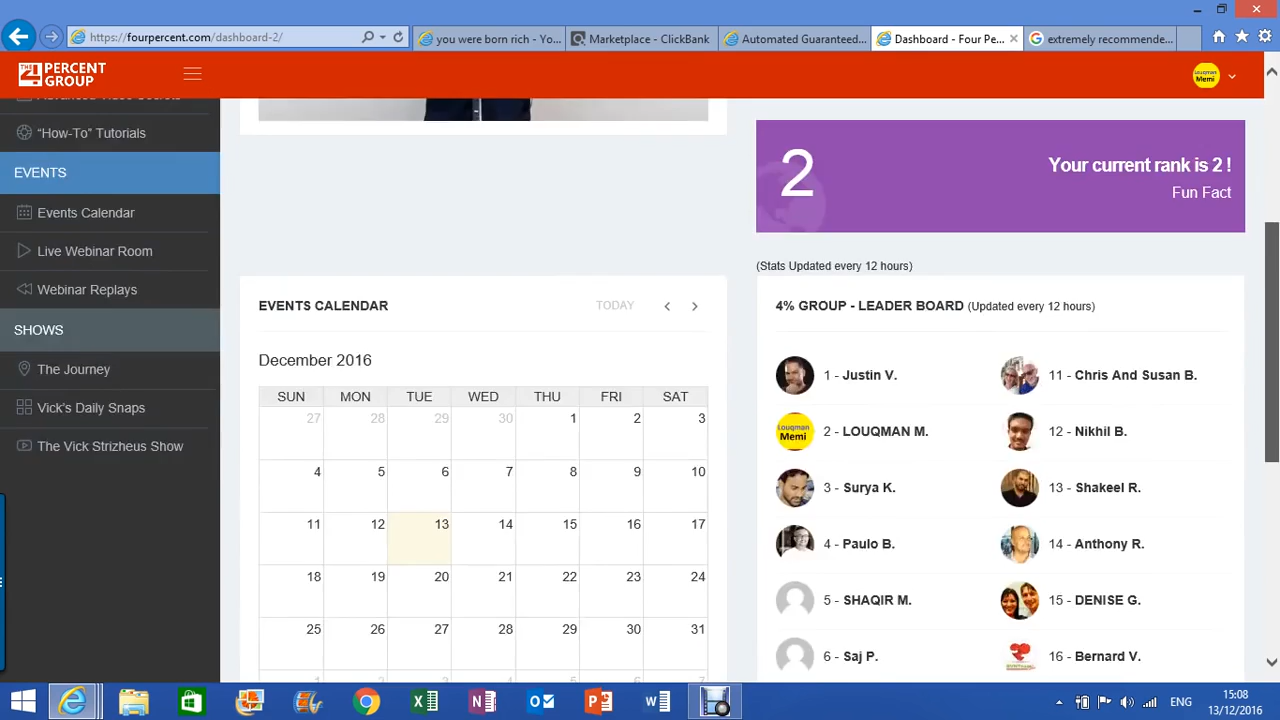 https://fourpercent.com/dashboard-2/
you were born rich - Yo...
Marketplace - ClickBank
Automated Guaranteed...
Dashboard - Four Pe...
extremely recommende...
THE 4 PERCENT
GROUP
Louqman
Memi
"How-To" Tutorials
EVENTS
Events Calendar
Live Webinar Room
Webinar Replays
SHOWS
The Journey
Vick's Daily Snaps
The Vick Strizheus Show
2
Your current rank is 2 !
Fun Fact
(Stats Updated every 12 hours)
EVENTS CALENDAR
TODAY
December 2016
SUN MON TUE WED THU FRI SAT
27 28 29 30 1 2 3
4 5 6 7 8 9 10
11 12 13 14 15 16 17
18 19 20 21 22 23 24
25 26 27 28 29 30 31
4% GROUP - LEADER BOARD (Updated every 12 hours)
1 - Justin V.
Louqman
Memi
2 - LOUQMAN M.
3 - Surya K.
4 - Paulo B.
5 - SHAQIR M.
6 - Saj P.
11 - Chris And Susan B.
12 - Nikhil B.
13 - Shakeel R.
14 - Anthony R.
15 - DENISE G.
16 - Bernard V.
ENG
15:08
13/12/2016